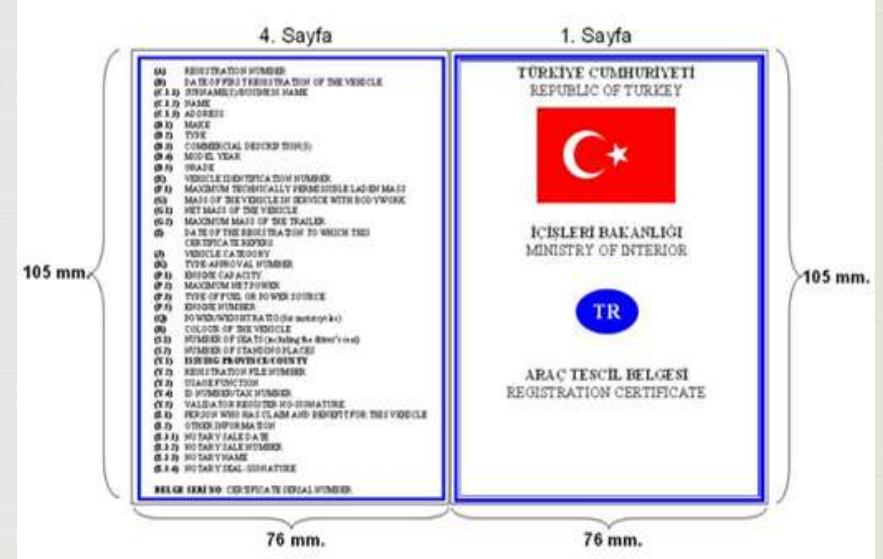 4. Sayfa
1. Sayfa
(A) REGISTRATION NUMBER
(B) DATE OF FIRST REGISTRATION OF THE VEHICLE
(C.1.1) SURNAME(S)/BUSINESS NAME
(C.1.2) NAME
(C.1.3) ADDRESS
(D.1) MAKE
(D.2) TYPE
(D.3) COMMERCIAL DESCRIPTION(S)
(D.4) MODEL YEAR
(D.5) GRADE
(E) VEHICLE IDENTIFICATION NUMBER
(F.1) MAXIMUM TECHNICALLY PERMISSIBLE LADEN MASS
(G) MASS OF THE VEHICLE IN SERVICE WITH BODYWORK
(G.1) NET MASS OF THE VEHICLE
(G.2) MAXIMUM MASS OF THE TRAILER
(I) DATE OF THE REGISTRATION TO WHICH THIS
CERTIFICATE REFERS
(J) VEHICLE CATEGORY
(K) TYPE-APPROVAL NUMBER
(P.1) ENGINE CAPACITY
(P.2) MAXIMUM NET POWER
(P.3) TYPE OF FUEL OR POWER SOURCE
(P.5) ENGINE NUMBER
(Q) POWER/WEIGHT RATIO (for motorcycles)
(R) COLOUR OF THE VEHICLE
(S.1) NUMBER OF SEATS (including the driver's seat)
(S.2) NUMBER OF STANDING PLACES
(Y.1) ISSUING PROVINCE/COUNTY
(Y.2) REGISTRATION FILE NUMBER
(Y.3) USAGE FUNCTION
(Y.4) ID NUMBER/TAX NUMBER
(Y.5) VALIDATOR REGISTER NO-SIGNATURE
(Z.1) PERSON WHO HAS CLAIM AND BENEFIT FOR THIS VEHICLE
(Z.2) OTHER INFORMATION
(Z.3.1) NOTARY SALE DATE
(Z.3.2) NOTARY SALE NUMBER
(Z.3.3) NOTARY NAME
(Z.3.4) NOTARY SEAL-SIGNATURE
BELGE SERİ NO CERTIFICATE SERIAL NUMBER
TÜRKİYE CUMHURİYETİ
REPUBLIC OF TURKEY
İÇİŞLERİ BAKANLIĞI
MINISTRY OF INTERIOR
TR
ARAÇ TESCİL BELGESİ
REGISTRATION CERTIFICATE
105 mm.
105 mm.
76 mm.
76 mm.